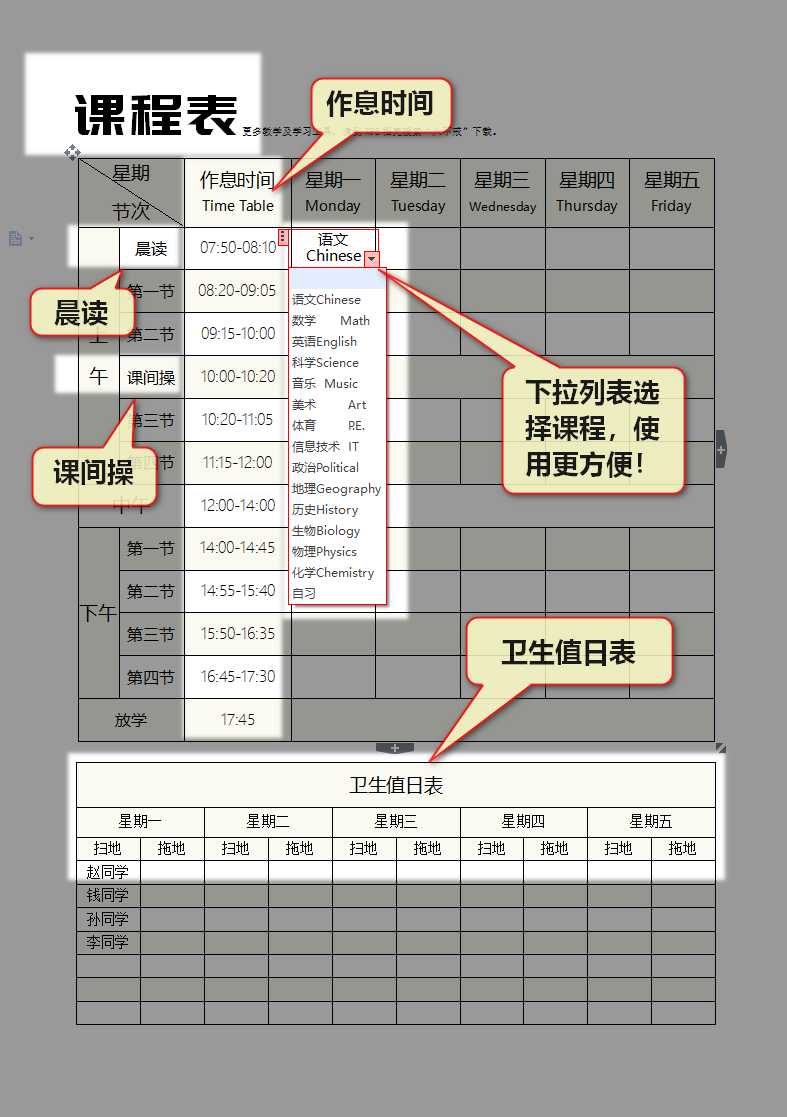 课程表
作息时间
星期
节次
作息时间
Time Table
星期一
Monday
星期二
Tuesday
星期三
Wednesday
星期四
Thursday
星期五
Friday
晨读
07:50-08:10
语文
Chinese
第一节
08:20-09:05
晨读
第二节
09:15-10:00
上
午
课间操
10:00-10:20
第三节
10:20-11:05
第四节
11:15-12:00
课间操
中午
12:00-14:00
语文Chinese
数学 Math
英语English
科学Science
音乐 Music
美术 Art
体育 P.E.
信息技术 IT
政治Political
地理Geography
历史History
生物Biology
物理Physics
化学Chemistry
自习
下拉列表选
择课程，使
用更方便！
下午
第一节
14:00-14:45
第二节
14:55-15:40
第三节
15:50-16:35
第四节
16:45-17:30
放学
17:45
卫生值日表
卫生值日表
星期一 星期二 星期三 星期四 星期五
扫地 拖地 扫地 拖地 扫地 拖地 扫地 拖地 扫地 拖地
赵同学
钱同学
孙同学
李同学